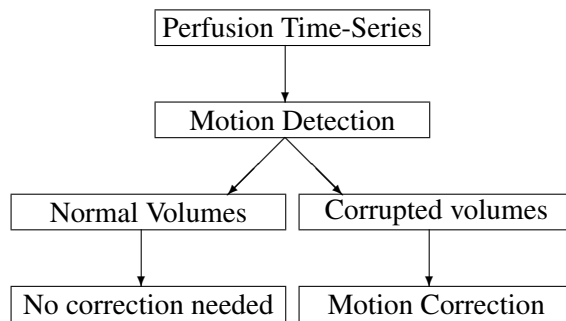 Perfusion Time-Series
Motion Detection
Normal Volumes
Corrupted volumes
No correction needed
Motion Correction